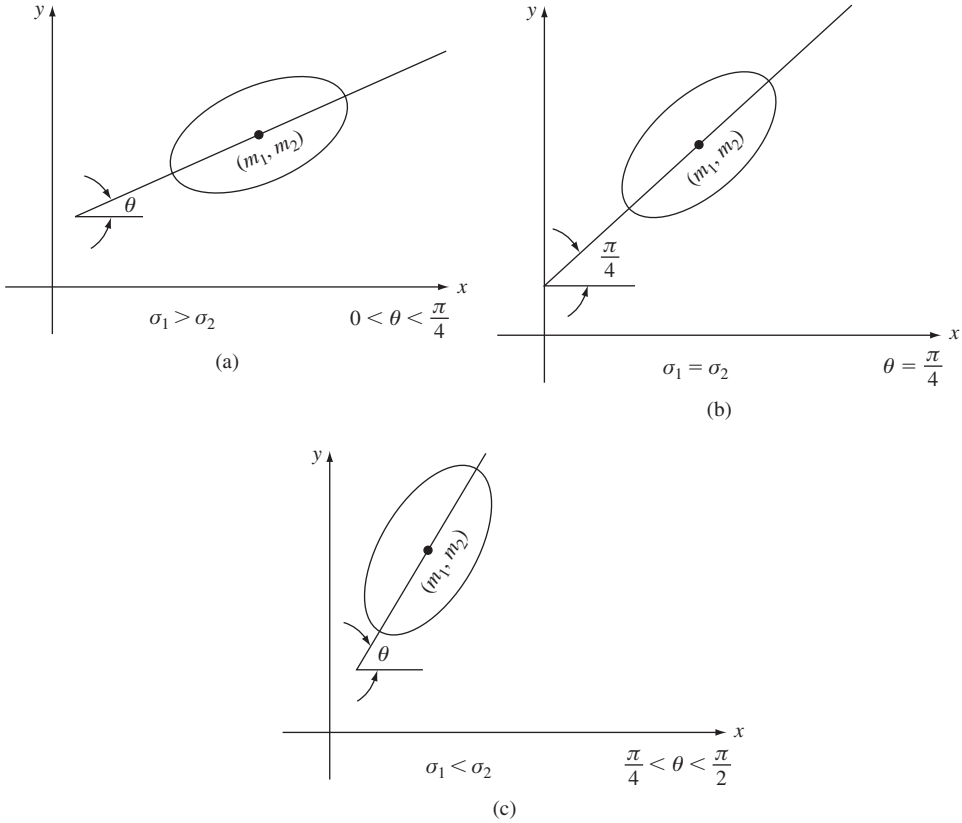 y
(m₁, m₂)
θ
x
σ₁ > σ₂ 0 < θ < π/4
(a)
y
(m₁, m₂)
π/4
x
σ₁ = σ₂ θ = π/4
(b)
y
(m₁, m₂)
θ
x
σ₁ < σ₂ π/4 < θ < π/2
(c)